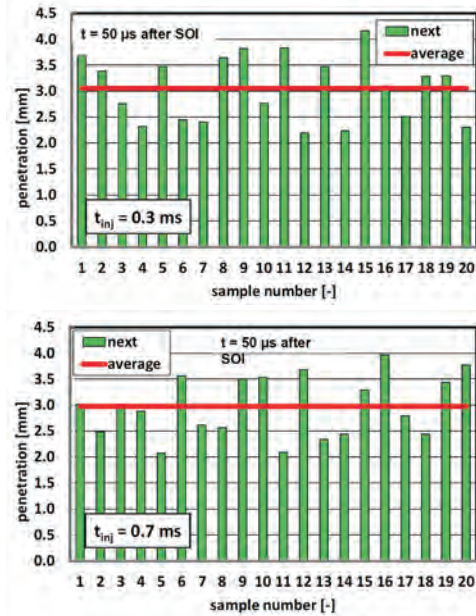 4.5
4.0
3.5
3.0
2.5
2.0
1.5
1.0
0.5
0.0
penetration [mm]
t = 50 µs after SOI
next
average
t_inj = 0.3 ms
1 2 3 4 5 6 7 8 9 10 11 12 13 14 15 16 17 18 19 20
sample number [-]
4.5
4.0
3.5
3.0
2.5
2.0
1.5
1.0
0.5
0.0
penetration [mm]
next
average
t = 50 µs after
SOI
t_inj = 0.7 ms
1 2 3 4 5 6 7 8 9 10 11 12 13 14 15 16 17 18 19 20
sample number [-]